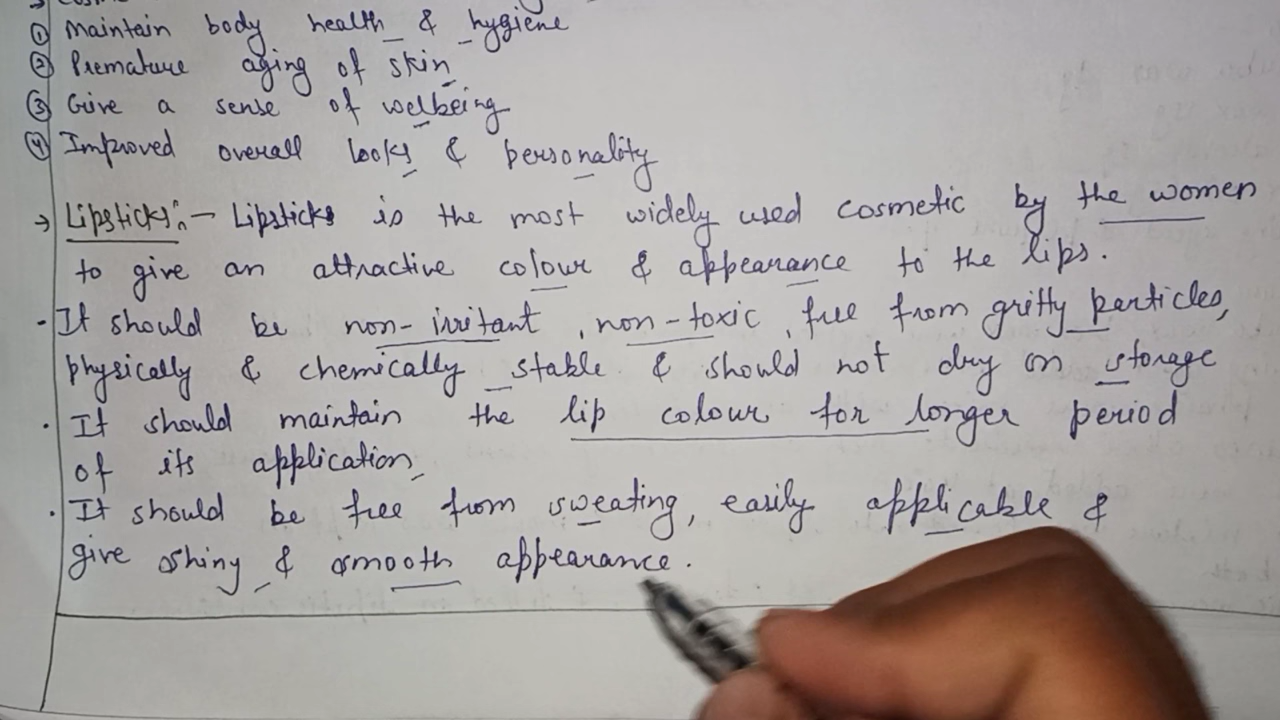 ① Maintain body health & hygiene
② Premature aging of skin
③ Give a sense of welbeing
④ Improved overall looks & personality
→ Lipsticks :- Lipsticks is the most widely used cosmetic by the women
to give an attractive colour & appearance to the lips.
· It should be non-irritant, non-toxic, free from gritty particles,
physically & chemically stable & should not dry on storage
· It should maintain the lip colour for longer period
of its application
· It should be free from sweating, easily applicable &
give shiny & smooth appearance.